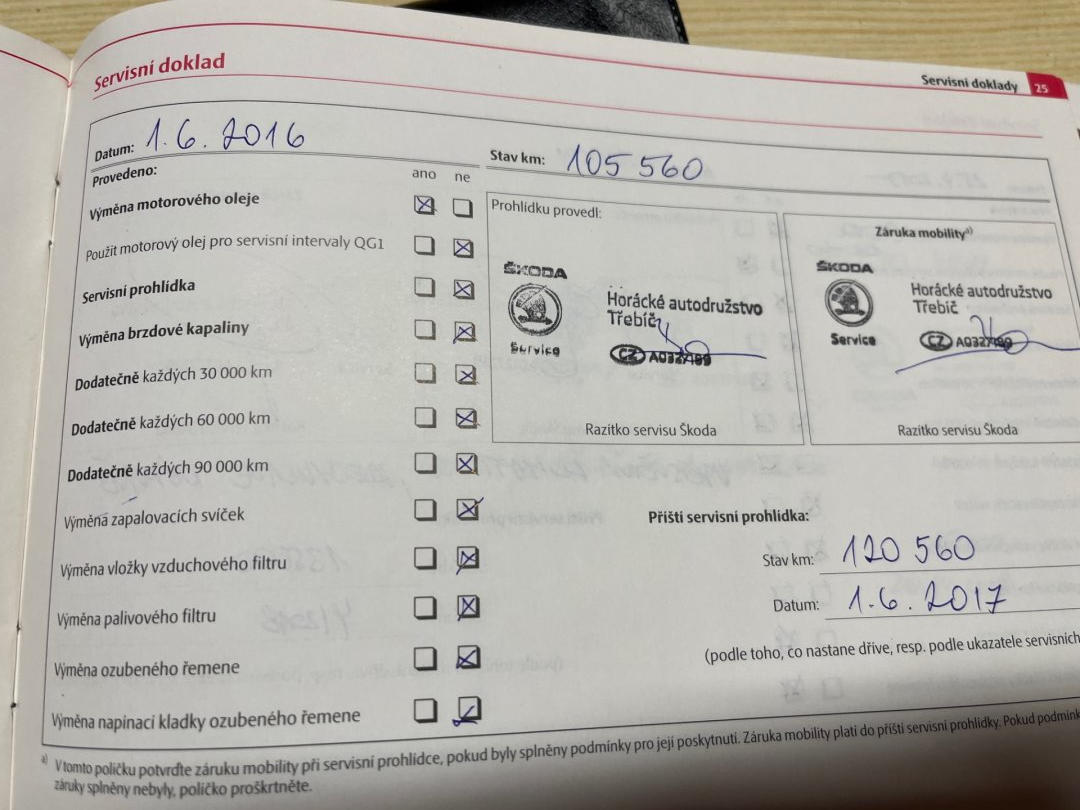 Servisní doklad
Servisní doklady 25
Datum: 1.6.2016
Stav km: 105 560
Provedeno:
ano ne
Výměna motorového oleje
Použit motorový olej pro servisní intervaly QG1
Servisní prohlídka
Výměna brzdové kapaliny
Dodatečně každých 30 000 km
Dodatečně každých 60 000 km
Dodatečně každých 90 000 km
Výměna zapalovacích svíček
Výměna vložky vzduchového filtru
Výměna palivového filtru
Výměna ozubeného řemene
Výměna napínací kladky ozubeného řemene
Prohlídku provedl:
ŠKODA
Service
Horácké autodružstvo
Třebíč
CZ
Razítko servisu Škoda
Záruka mobility a)
ŠKODA
Service
Horácké autodružstvo
Třebíč
CZ
Razítko servisu Škoda
Příští servisní prohlídka:
Stav km: 120 560
Datum: 1.6.2017
(podle toho, co nastane dříve, resp. podle ukazatele servisních
a) V tomto políčku potvrďte záruku mobility při servisní prohlídce, pokud byly splněny podmínky pro její poskytnutí. Záruka mobility platí do příští servisní prohlídky. Pokud podmínk
záruky splněny nebyly, políčko proškrtněte.